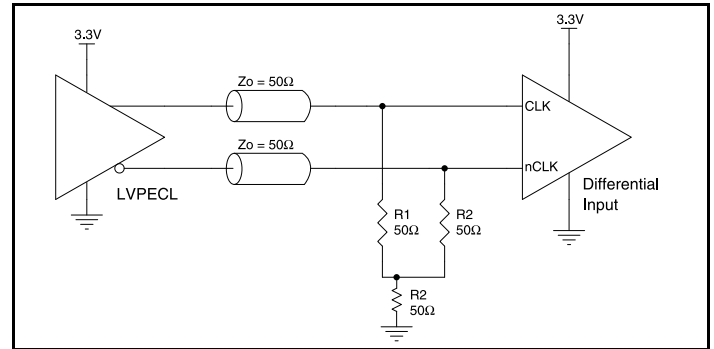 3.3V
3.3V
Zo = 50Ω
CLK
Zo = 50Ω
nCLK
LVPECL
Differential
Input
R1
50Ω
R2
50Ω
R2
50Ω